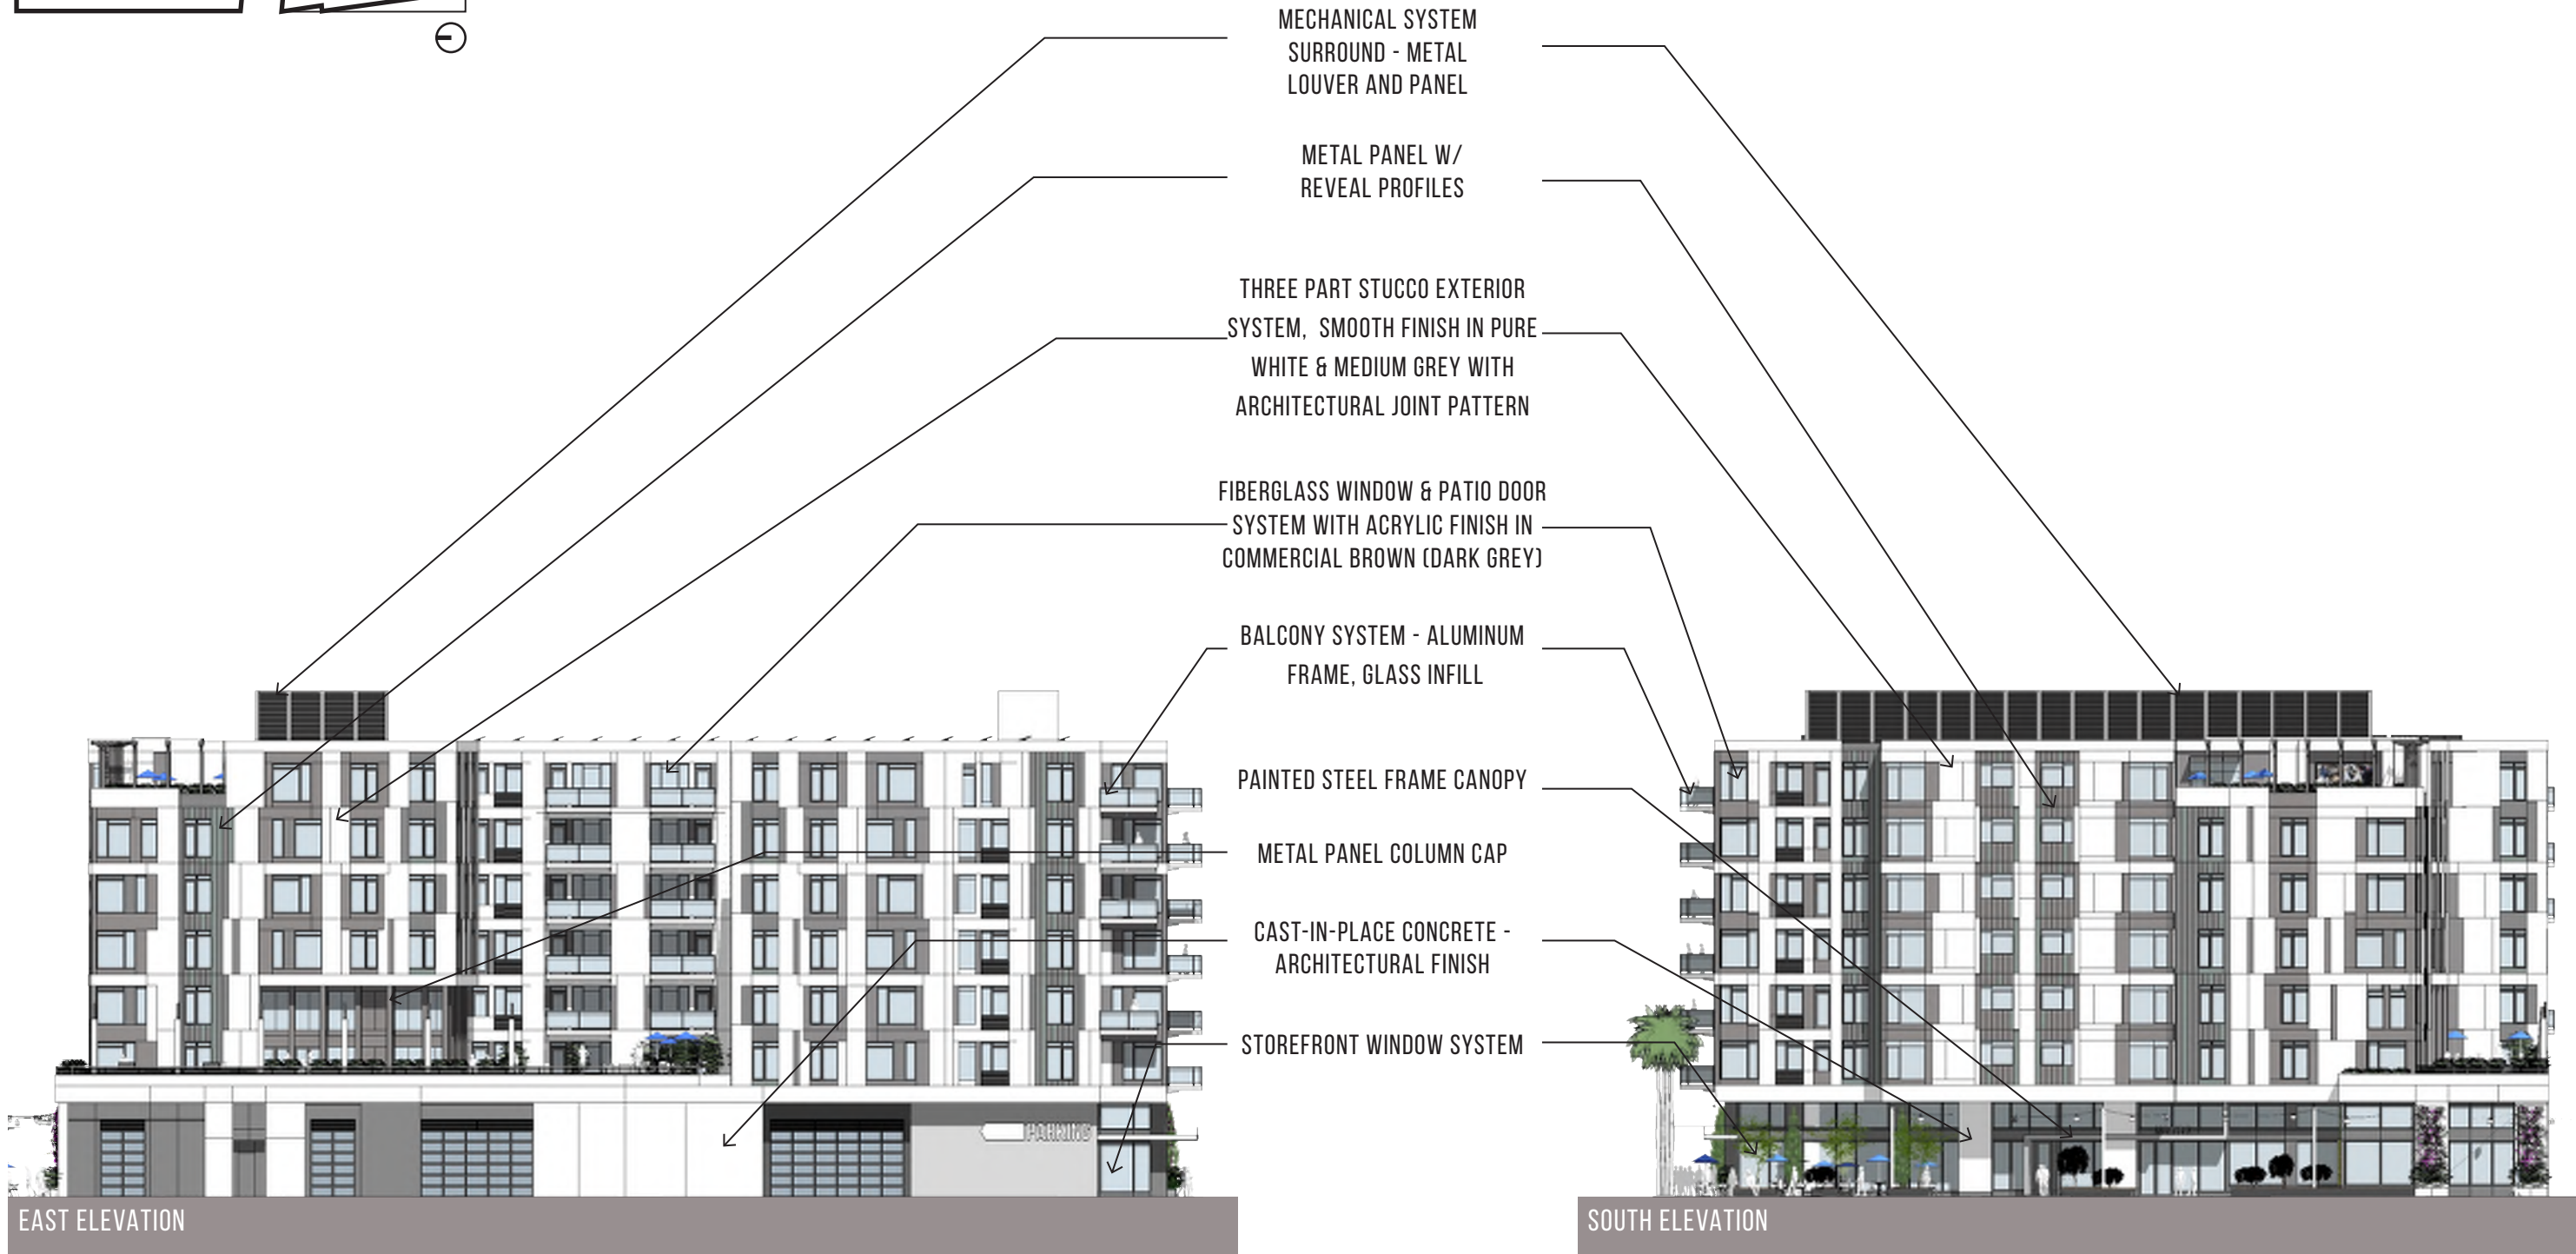 MECHANICAL SYSTEM
SURROUND - METAL
LOUVER AND PANEL
METAL PANEL W/
REVEAL PROFILES
THREE PART STUCCO EXTERIOR
SYSTEM, SMOOTH FINISH IN PURE
WHITE & MEDIUM GREY WITH
ARCHITECTURAL JOINT PATTERN
FIBERGLASS WINDOW & PATIO DOOR
SYSTEM WITH ACRYLIC FINISH IN
COMMERCIAL BROWN (DARK GREY)
BALCONY SYSTEM - ALUMINUM
FRAME, GLASS INFILL
PAINTED STEEL FRAME CANOPY
METAL PANEL COLUMN CAP
CAST-IN-PLACE CONCRETE -
ARCHITECTURAL FINISH
STOREFRONT WINDOW SYSTEM
PARKING
EAST ELEVATION
SOUTH ELEVATION